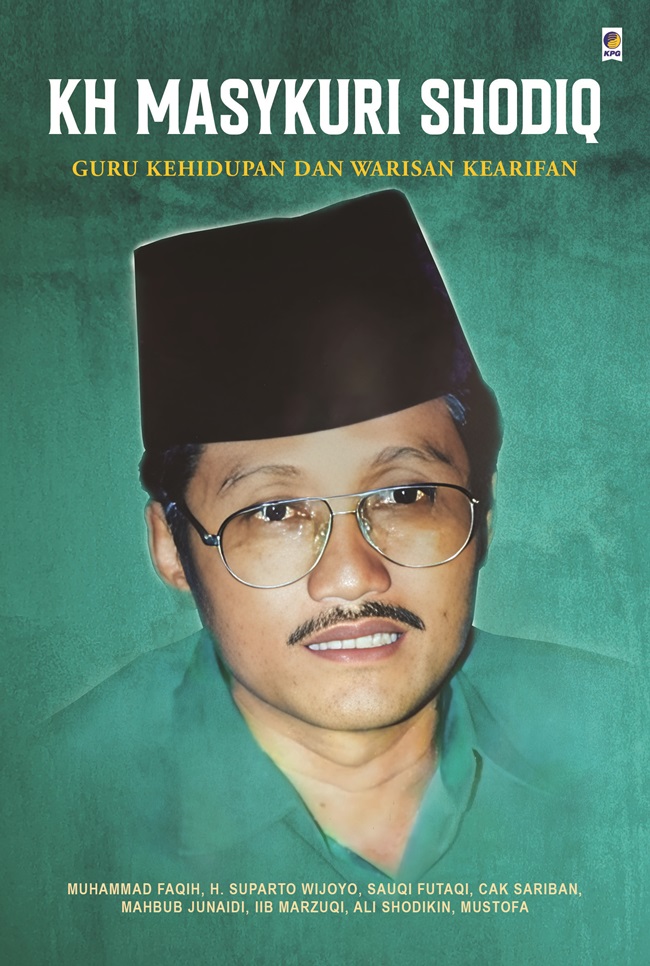 KPG
KH MASYKURI SHODIQ
GURU KEHIDUPAN DAN WARISAN KEARIFAN
MUHAMMAD FAQIH, H. SUPARTO WIJOYO, SAUQI FUTAQI, CAK SARIBAN,
MAHBUB JUNAIDI, IIB MARZUQI, ALI SHODIKIN, MUSTOFA